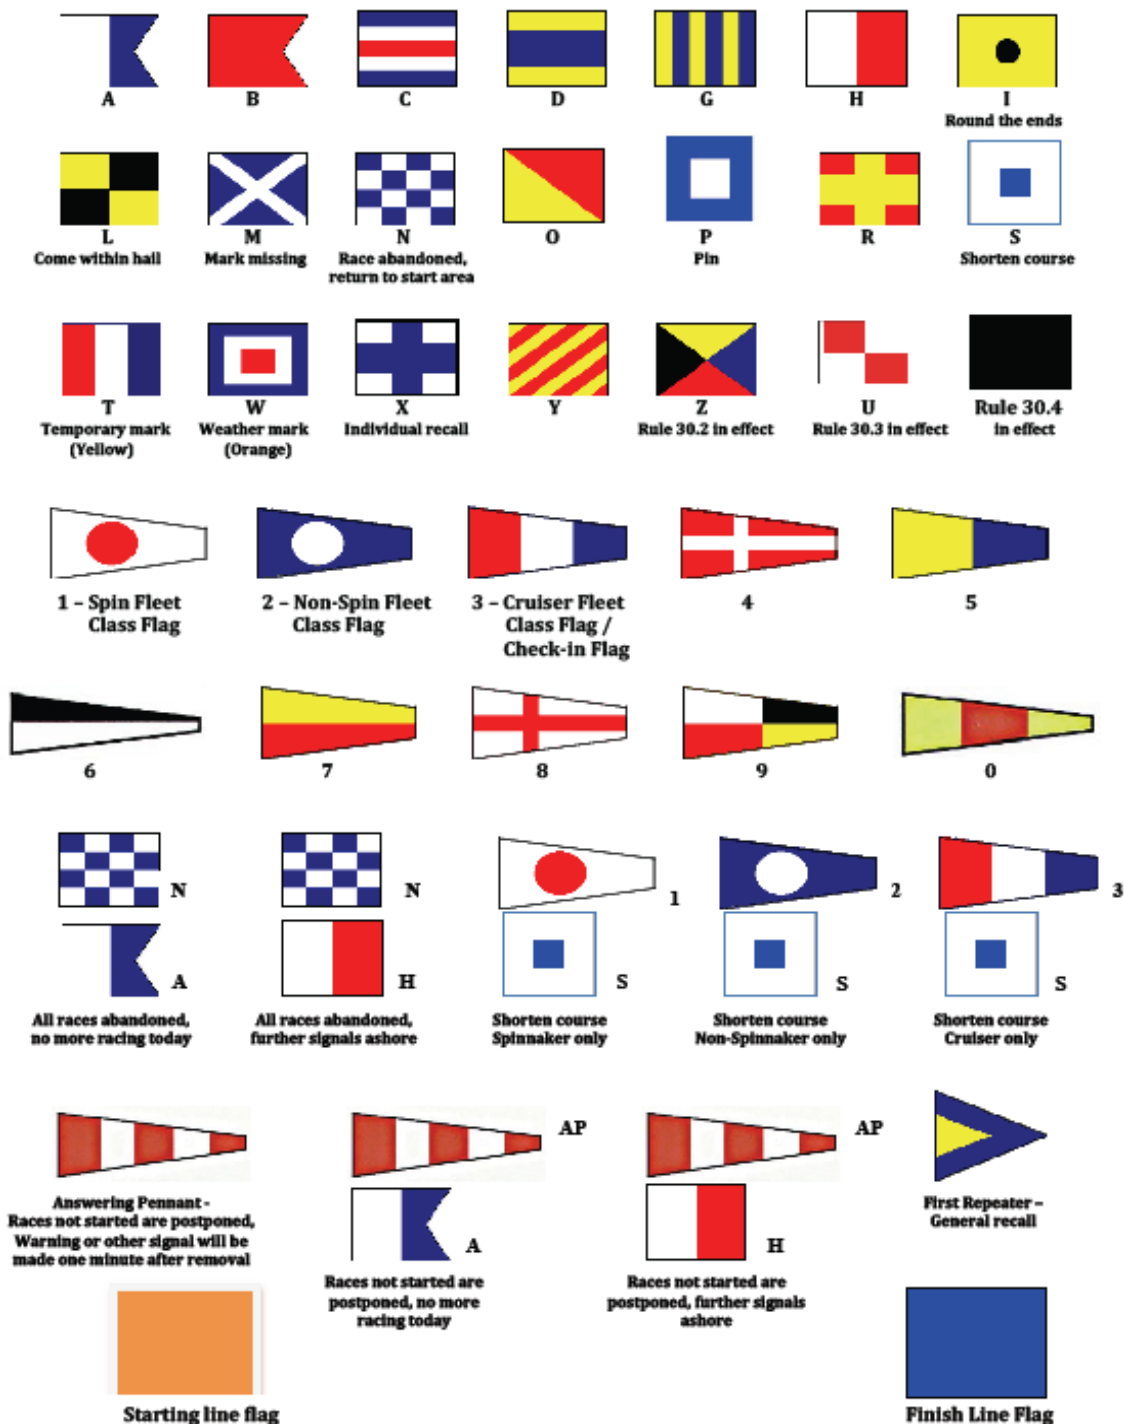 A
B
C
D
G
H
I
Round the ends
L
Come within hail
M
Mark missing
N
Race abandoned,
return to start area
O
P
Pin
R
S
Shorten course
T
Temporary mark
(Yellow)
W
Weather mark
(Orange)
X
Individual recall
Y
Z
Rule 30.2 in effect
U
Rule 30.3 in effect
Rule 30.4
in effect
1 – Spin Fleet
Class Flag
2 – Non-Spin Fleet
Class Flag
3 – Cruiser Fleet
Class Flag /
Check-in Flag
4
5
6
7
8
9
0
N
A
All races abandoned,
no more racing today
N
H
All races abandoned,
further signals ashore
1
S
Shorten course
Spinnaker only
2
S
Shorten course
Non-Spinnaker only
3
S
Shorten course
Cruiser only
Answering Pennant -
Races not started are postponed,
Warning or other signal will be
made one minute after removal
AP
A
Races not started are
postponed, no more
racing today
AP
H
Races not started are
postponed, further signals
ashore
First Repeater –
General recall
Starting line flag
Finish Line Flag